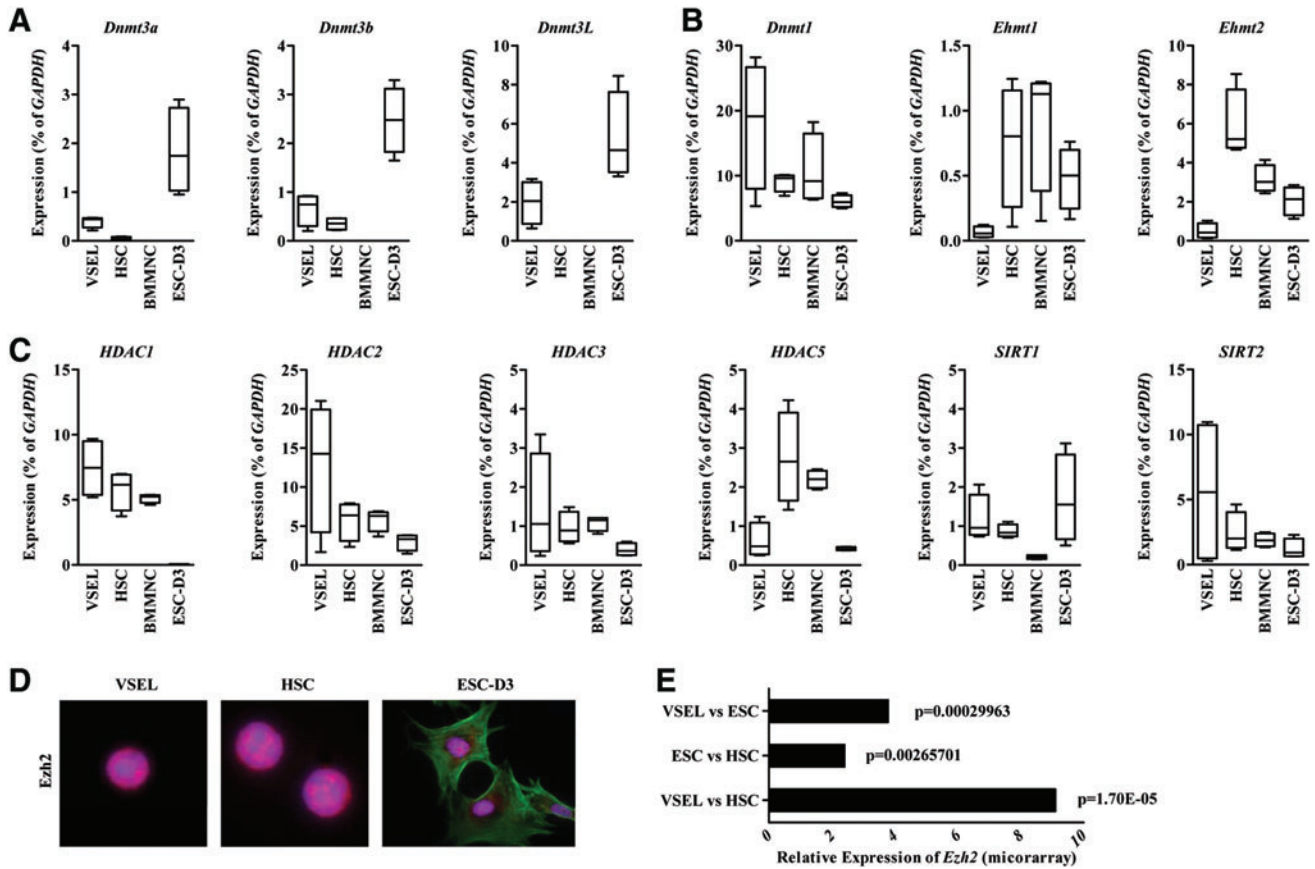 A
Dnmt3a
Expression (% of GAPDH)
4
3
2
1
0
VSEL
HSC
BMMNC
ESC-D3
Dnmt3b
Expression (% of GAPDH)
4
3
2
1
0
VSEL
HSC
BMMNC
ESC-D3
Dnmt3L
Expression (% of GAPDH)
10
8
6
4
2
0
VSEL
HSC
BMMNC
ESC-D3
B
Dnmt1
Expression (% of GAPDH)
30
20
10
0
VSEL
HSC
BMMNC
ESC-D3
Ehmt1
Expression (% of GAPDH)
1.5
1.0
0.5
0.0
VSEL
HSC
BMMNC
ESC-D3
Ehmt2
Expression (% of GAPDH)
10
8
6
4
2
0
VSEL
HSC
BMMNC
ESC-D3
C
HDAC1
Expression (% of GAPDH)
15
10
5
0
VSEL
HSC
BMMNC
ESC-D3
HDAC2
Expression (% of GAPDH)
25
20
15
10
5
0
VSEL
HSC
BMMNC
ESC-D3
HDAC3
Expression (% of GAPDH)
5
4
3
2
1
0
VSEL
HSC
BMMNC
ESC-D3
HDAC5
Expression (% of GAPDH)
5
4
3
2
1
0
VSEL
HSC
BMMNC
ESC-D3
SIRT1
Expression (% of GAPDH)
5
4
3
2
1
0
VSEL
HSC
BMMNC
ESC-D3
SIRT2
Expression (% of GAPDH)
15
10
5
0
VSEL
HSC
BMMNC
ESC-D3
D
VSEL
HSC
ESC-D3
Ezh2
E
VSEL vs ESC
p=0.00029963
ESC vs HSC
p=0.00265701
VSEL vs HSC
p=1.70E-05
0 2 4 6 8 10
Relative Expression of Ezh2 (micorarray)